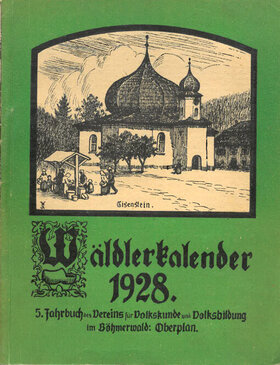 Eisenstein.
Wäldlerkalender
1928.
5. Jahrbuch des Vereins für Volkskunde und Volksbildung
im Böhmerwald: Oberplan.